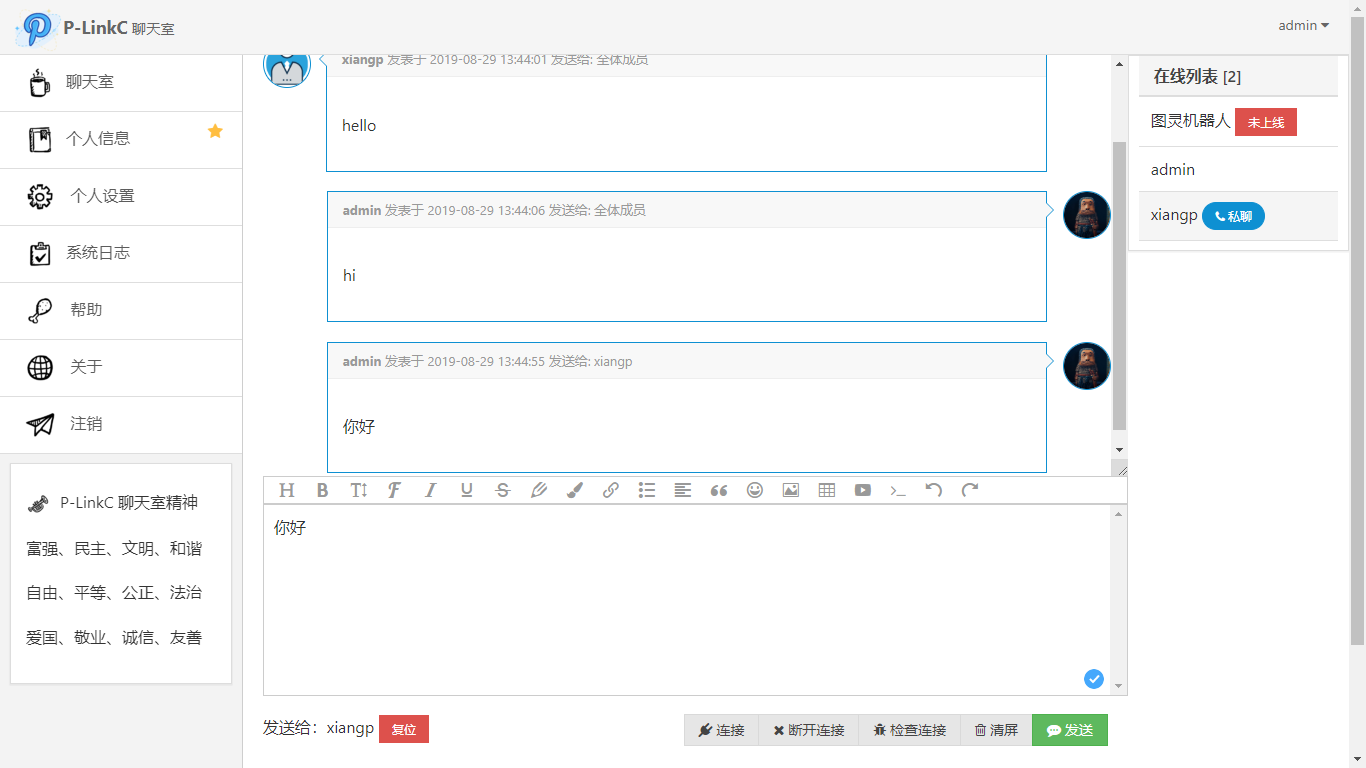 P-LinkC 聊天室
admin
聊天室
个人信息
个人设置
系统日志
帮助
关于
注销
P-LinkC 聊天室精神
富强、民主、文明、和谐
自由、平等、公正、法治
爱国、敬业、诚信、友善
xiangp 发表于 2019-08-29 13:44:01 发送给: 全体成员
hello
admin 发表于 2019-08-29 13:44:06 发送给: 全体成员
hi
admin 发表于 2019-08-29 13:44:55 发送给: xiangp
你好
你好
发送给：xiangp 复位
连接 断开连接 检查连接 清屏 发送
在线列表 [2]
图灵机器人 未上线
admin
xiangp 私聊